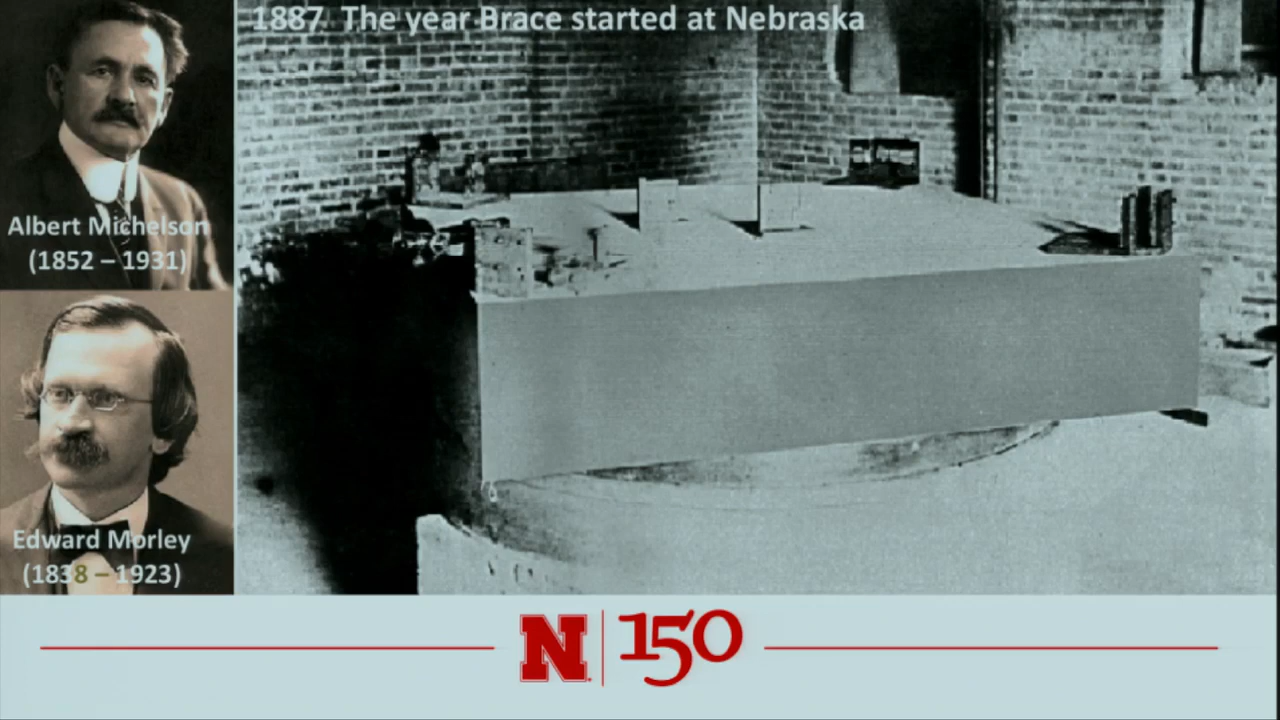 1887 The year Brace started at Nebraska
Albert Michelson
(1852 – 1931)
Edward Morley
(1838 – 1923)
N 150